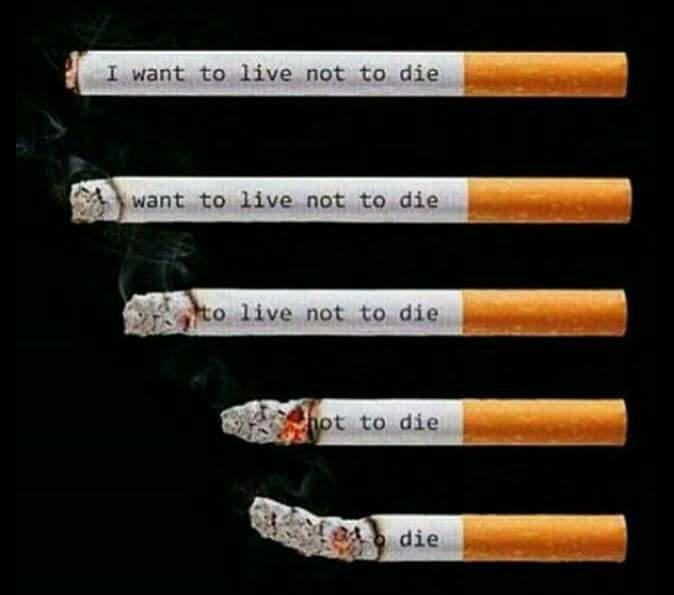 I want to live not to die
want to live not to die
to live not to die
not to die
o die